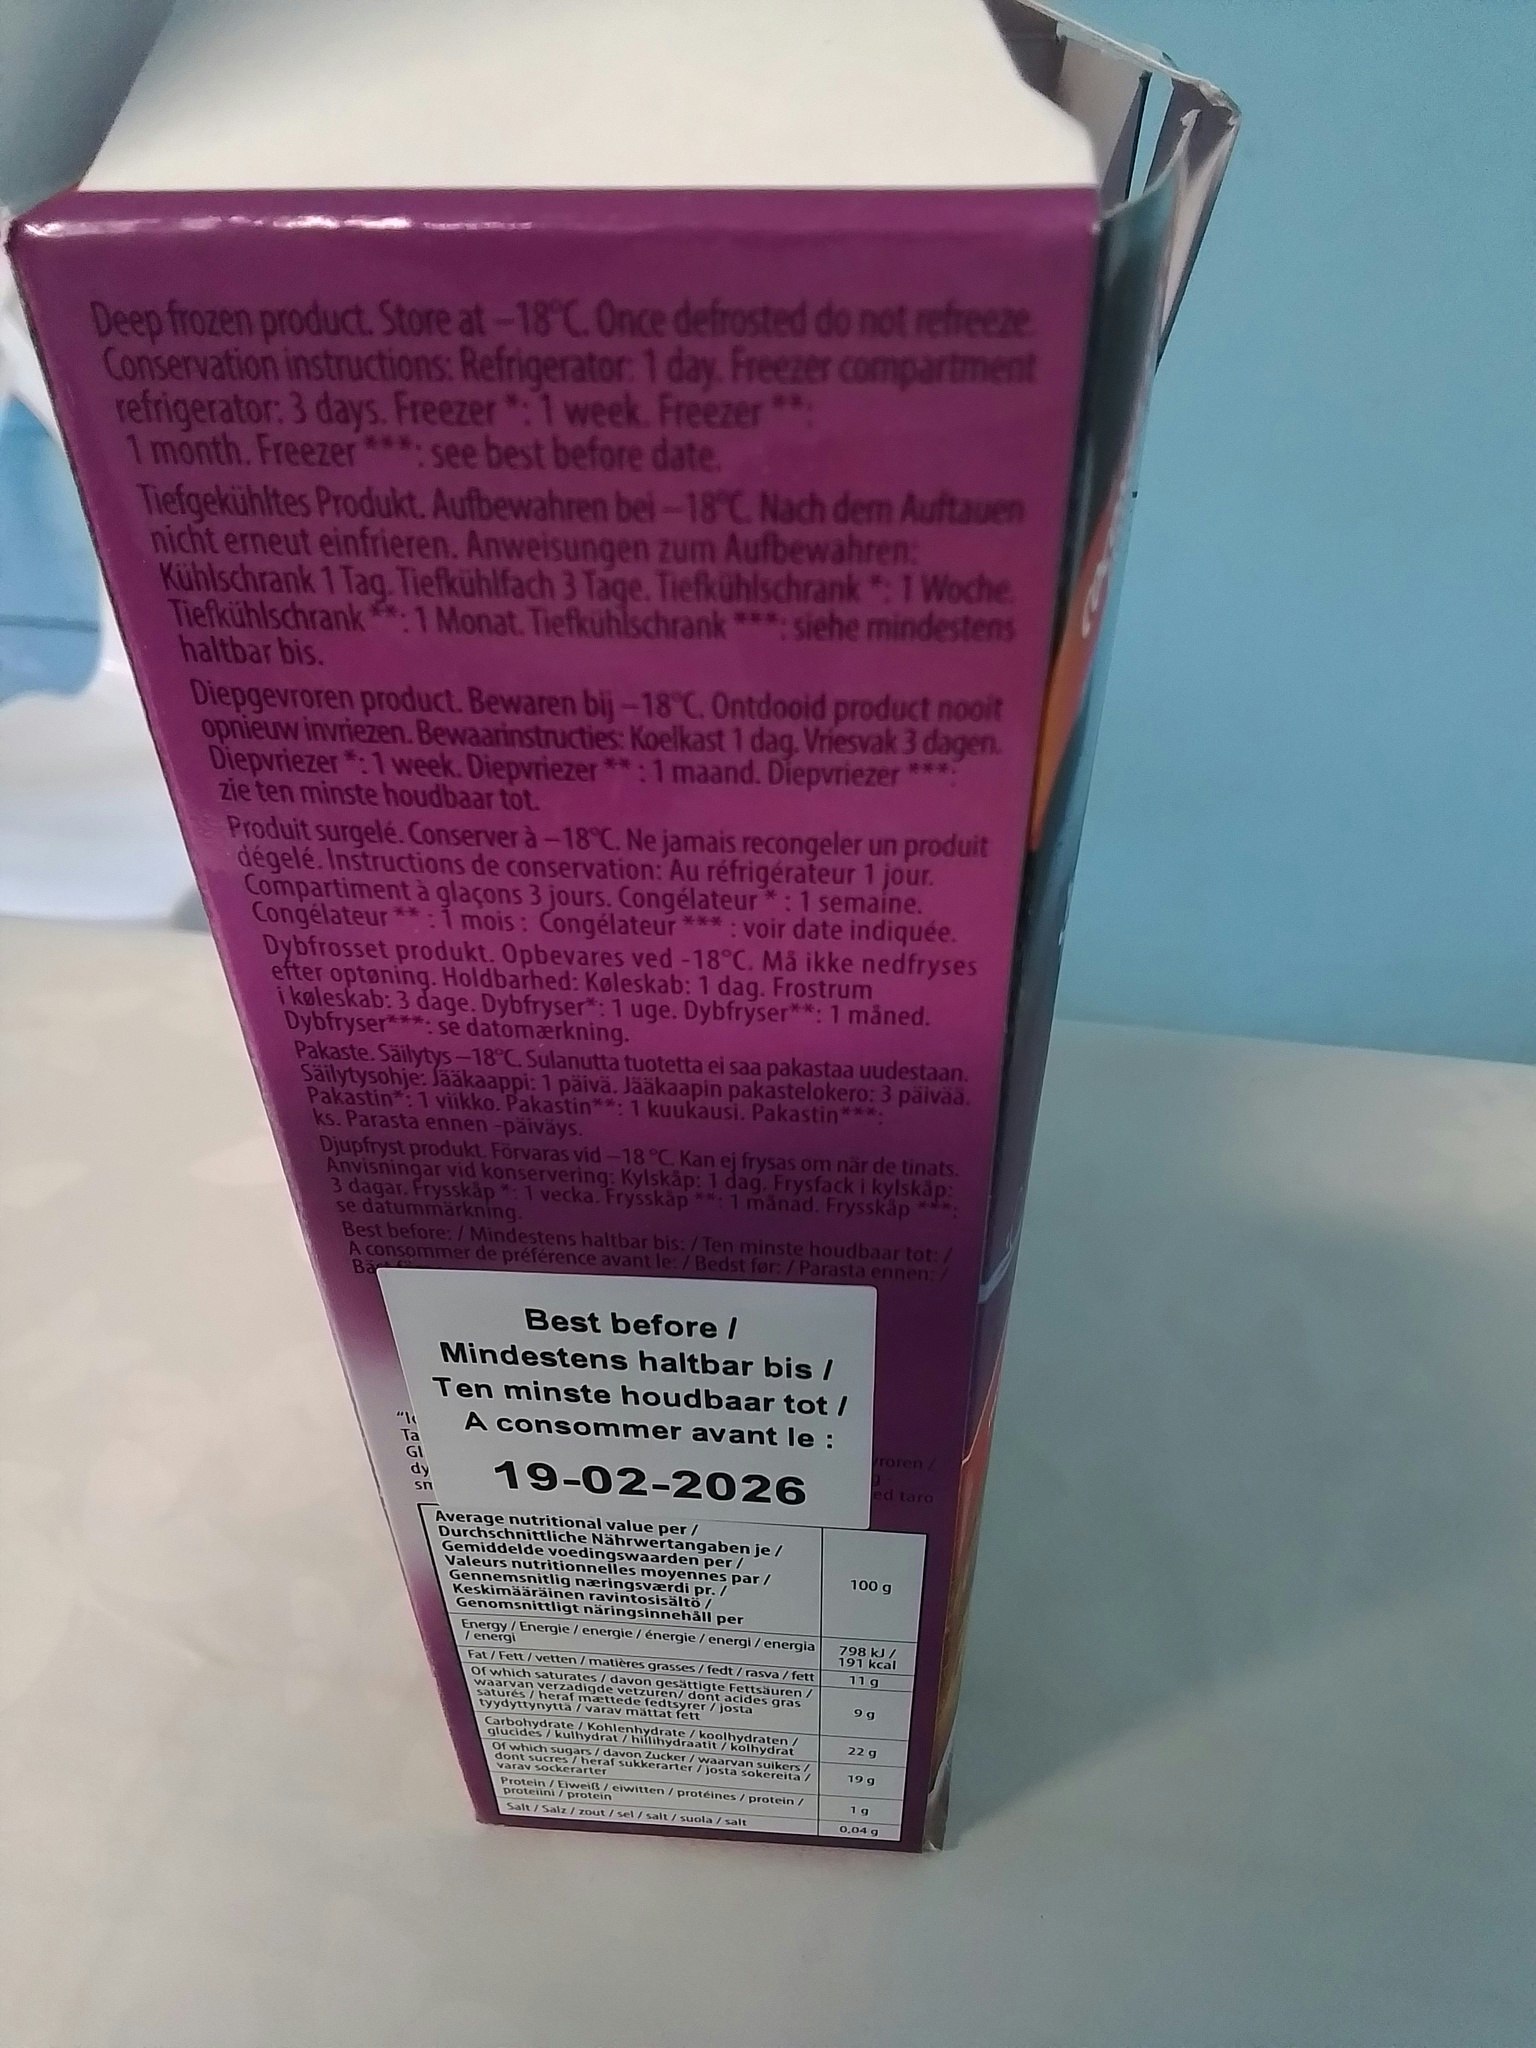 Deep frozen product. Store at –18°C. Once defrosted do not refreeze.
Conservation instructions: Refrigerator: 1 day. Freezer compartment
refrigerator: 3 days. Freezer *: 1 week. Freezer **:
1 month. Freezer ***: see best before date.
Tiefgekühltes Produkt. Aufbewahren bei –18°C. Nach dem Auftauen
nicht erneut einfrieren. Anweisungen zum Aufbewahren:
Kühlschrank 1 Tag. Tiefkühlfach 3 Tage. Tiefkühlschrank *: 1 Woche.
Tiefkühlschrank **: 1 Monat. Tiefkühlschrank ***: siehe mindestens
haltbar bis.
Diepgevroren product. Bewaren bij –18°C. Ontdooid product nooit
opnieuw invriezen. Bewaarinstructies: Koelkast 1 dag. Vriesvak 3 dagen.
Diepvriezer *: 1 week. Diepvriezer ** : 1 maand. Diepvriezer ***:
zie ten minste houdbaar tot.
Produit surgelé. Conserver à –18°C. Ne jamais recongeler un produit
dégelé. Instructions de conservation: Au réfrigérateur 1 jour.
Compartiment à glaçons 3 jours. Congélateur * : 1 semaine.
Congélateur ** : 1 mois : Congélateur *** : voir date indiquée.
Dybfrosset produkt. Opbevares ved -18°C. Må ikke nedfryses
efter optøning. Holdbarhed: Køleskab: 1 dag. Frostrum
i køleskab: 3 dage. Dybfryser*: 1 uge. Dybfryser**: 1 måned.
Dybfryser***: se datomærkning.
Pakaste. Säilytys –18°C. Sulanutta tuotetta ei saa pakastaa uudestaan.
Säilytysohje: Jääkaappi: 1 päivä. Jääkaapin pakastelokero: 3 päivää.
Pakastin*: 1 viikko. Pakastin**: 1 kuukausi. Pakastin***:
ks. Parasta ennen -päiväys.
Djupfryst produkt. Förvaras vid –18 °C. Kan ej frysas om när de tinats.
Anvisningar vid konservering: Kylskåp: 1 dag. Frysfack i kylskåp:
3 dagar. Frysskåp *: 1 vecka. Frysskåp **: 1 månad. Frysskåp ***:
se datummärkning.
Best before: / Mindestens haltbar bis: / Ten minste houdbaar tot: /
A consommer de préférence avant le: / Bedst før: / Parasta ennen: /
Best before /
Mindestens haltbar bis /
Ten minste houdbaar tot /
A consommer avant le :
19-02-2026
ed taro
Average nutritional value per /
Durchschnittliche Nährwertangaben je /
Gemiddelde voedingswaarden per /
Valeurs nutritionnelles moyennes par /
Gennemsnitlig næringsværdi pr. /
Keskimääräinen ravintosisältö /
Genomsnittligt näringsinnehåll per
100 g
Energy / Energie / energie / énergie / energi / energia
/ energi
798 kJ /
191 kcal
Fat / Fett / vetten / matières grasses / fedt / rasva / fett
11 g
Of which saturates / davon gesättigte Fettsäuren /
waarvan verzadigde vetzuren/ dont acides gras
saturés / heraf mættede fedtsyrer / josta
tyydyttynyttä / varav mättat fett
9 g
Carbohydrate / Kohlenhydrate / koolhydraten /
glucides / kulhydrat / hiilihydraatit / kolhydrat
22 g
Of which sugars / davon Zucker / waarvan suikers /
dont sucres / heraf sukkerarter / josta sokereita /
varav sockerarter
19 g
Protein / Eiweiß / eiwitten / protéines / protein /
proteiini / protein
1 g
Salt / Salz / zout / sel / salt / suola / salt
0,04 g